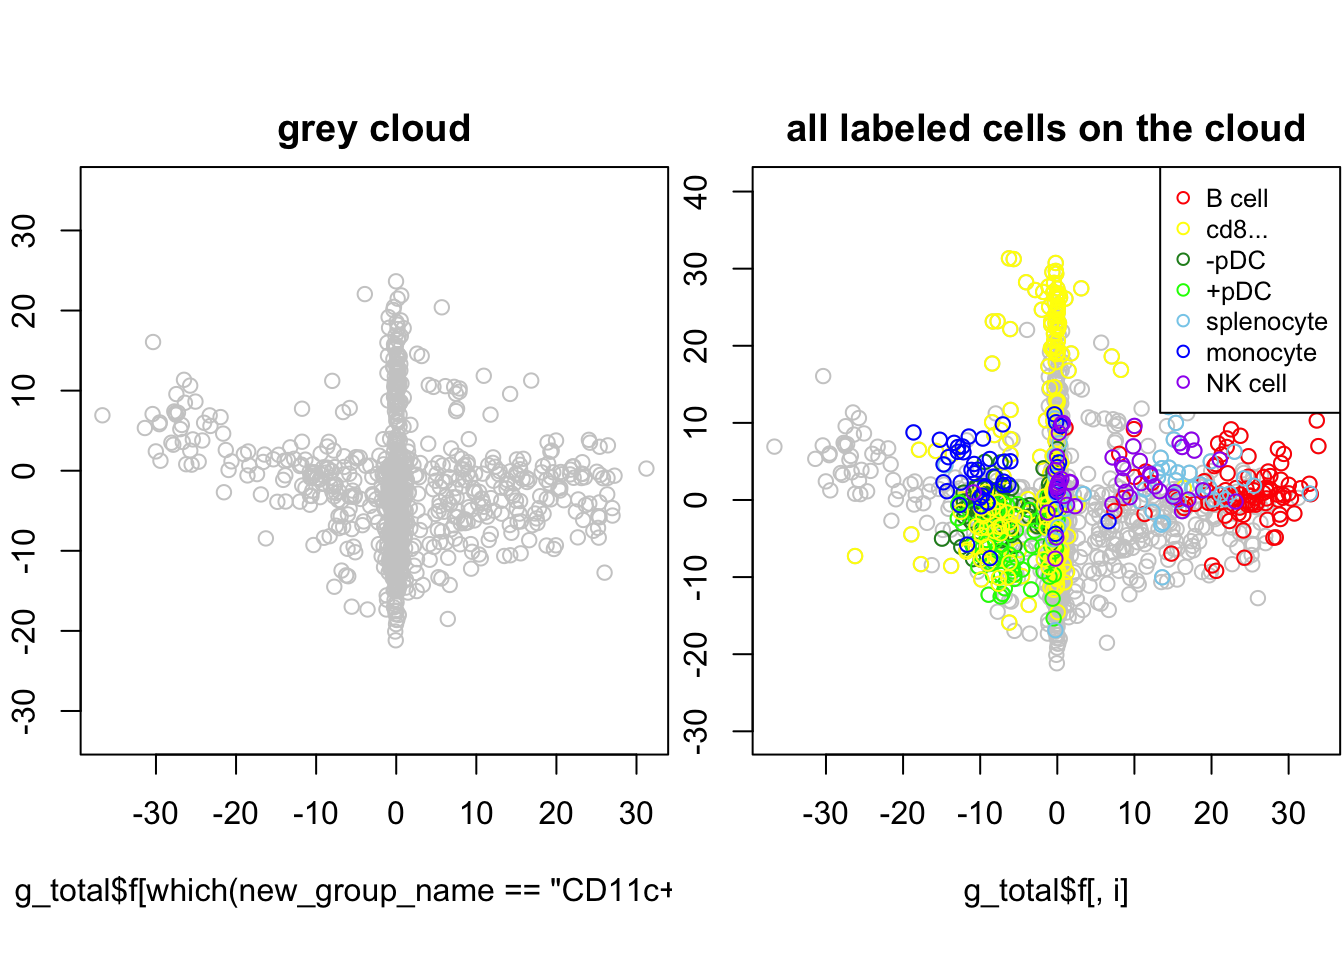 grey cloud
30
20
10
0
-10
-20
-30
-30 -20 -10 0 10 20 30
g_total$f[which(new_group_name == "CD11c+
all labeled cells on the cloud
40
30
20
10
0
-10
-20
-30
-30 -20 -10 0 10 20 30
g_total$f[, i]
B cell
cd8...
-pDC
+pDC
splenocyte
monocyte
NK cell